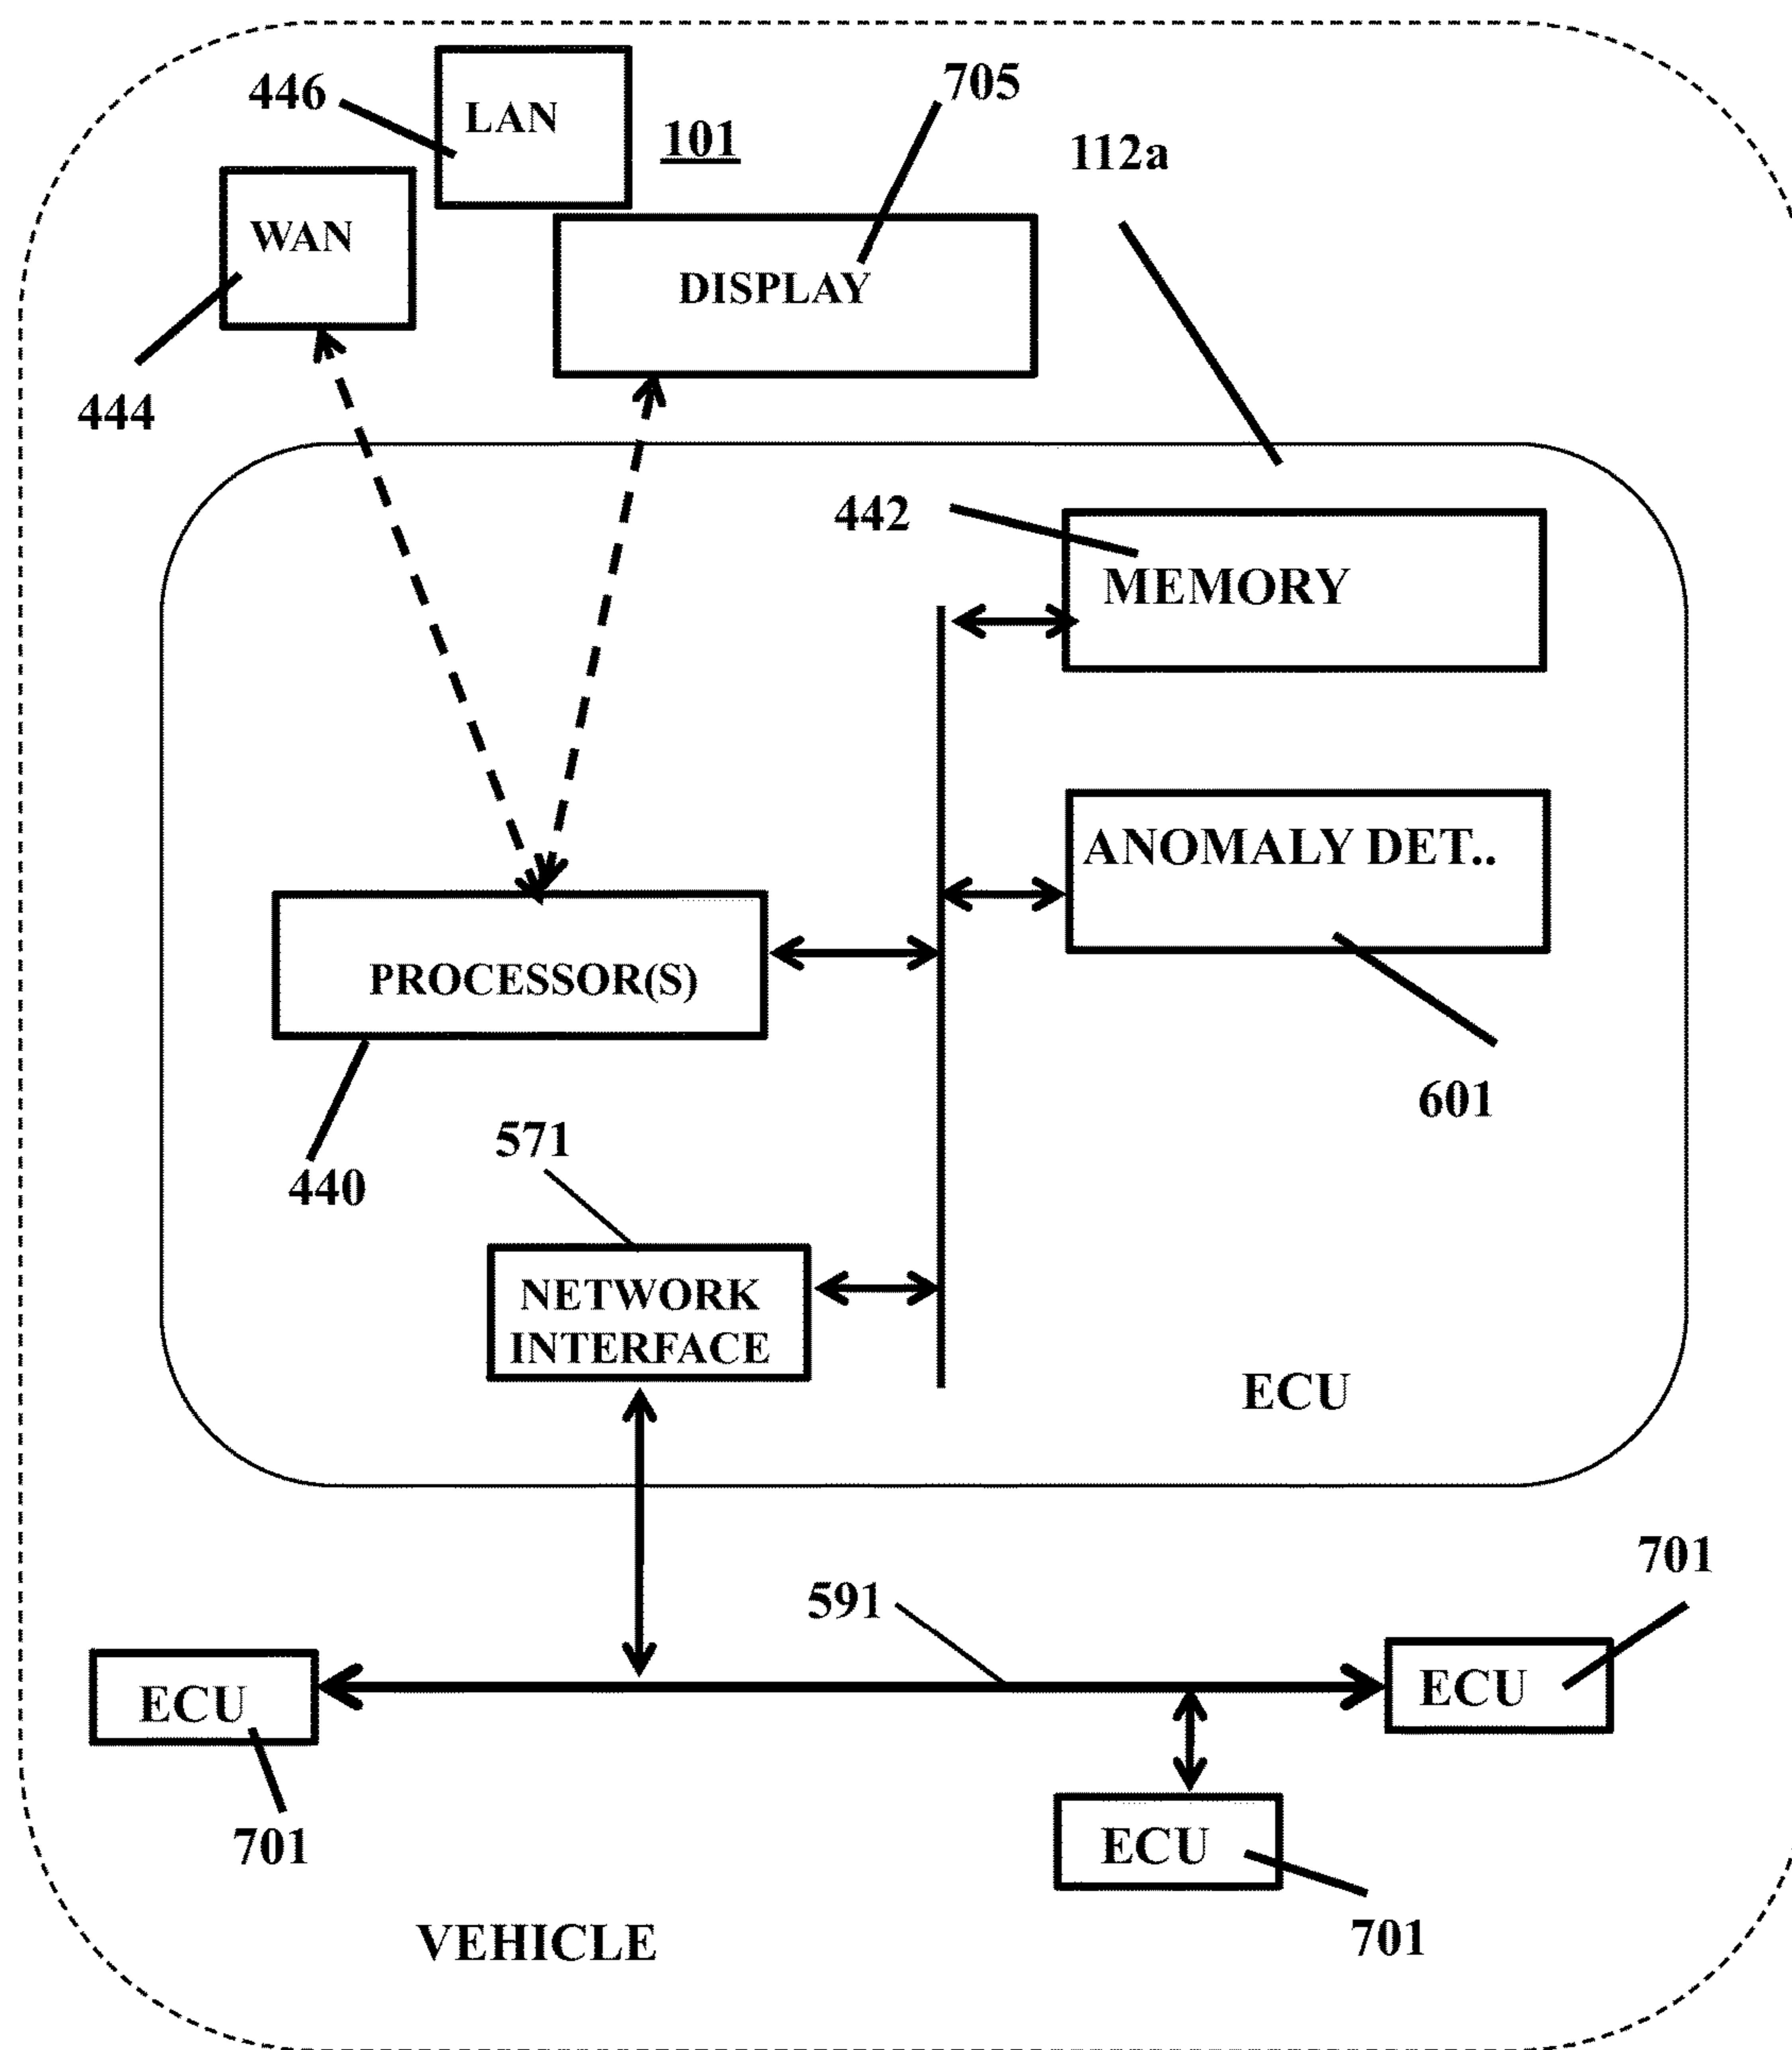 705
446
LAN
101
112a
WAN
DISPLAY
444
442
MEMORY
ANOMALY DET..
PROCESSOR(S)
601
571
440
NETWORK
INTERFACE
ECU
701
591
ECU
ECU
701
ECU
701
VEHICLE